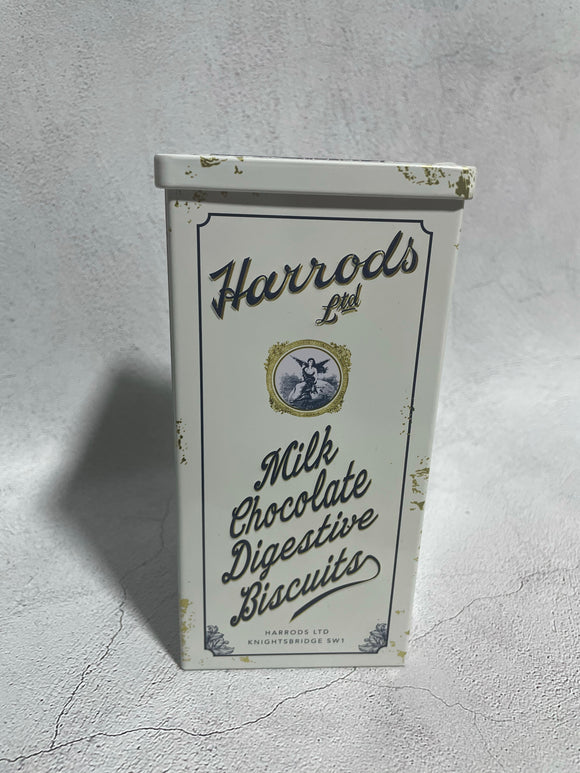 Harrods
Ltd
Milk
Chocolate
Digestive
Biscuits
HARRODS LTD
KNIGHTSBRIDGE SW1